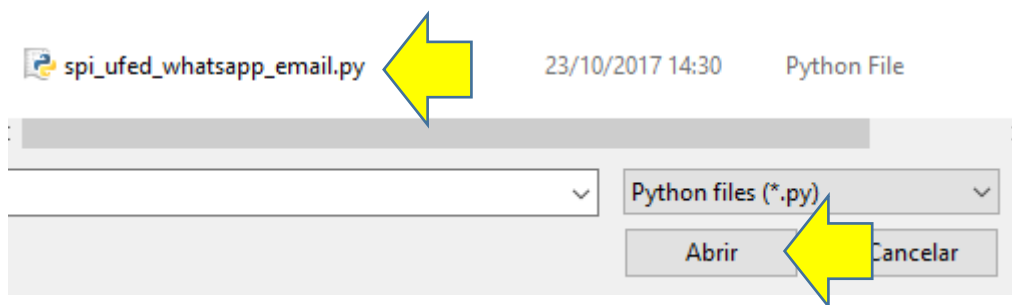 spi_ufed_whatsapp_email.py 23/10/2017 14:30 Python File
Python files (*.py)
Abrir Cancelar